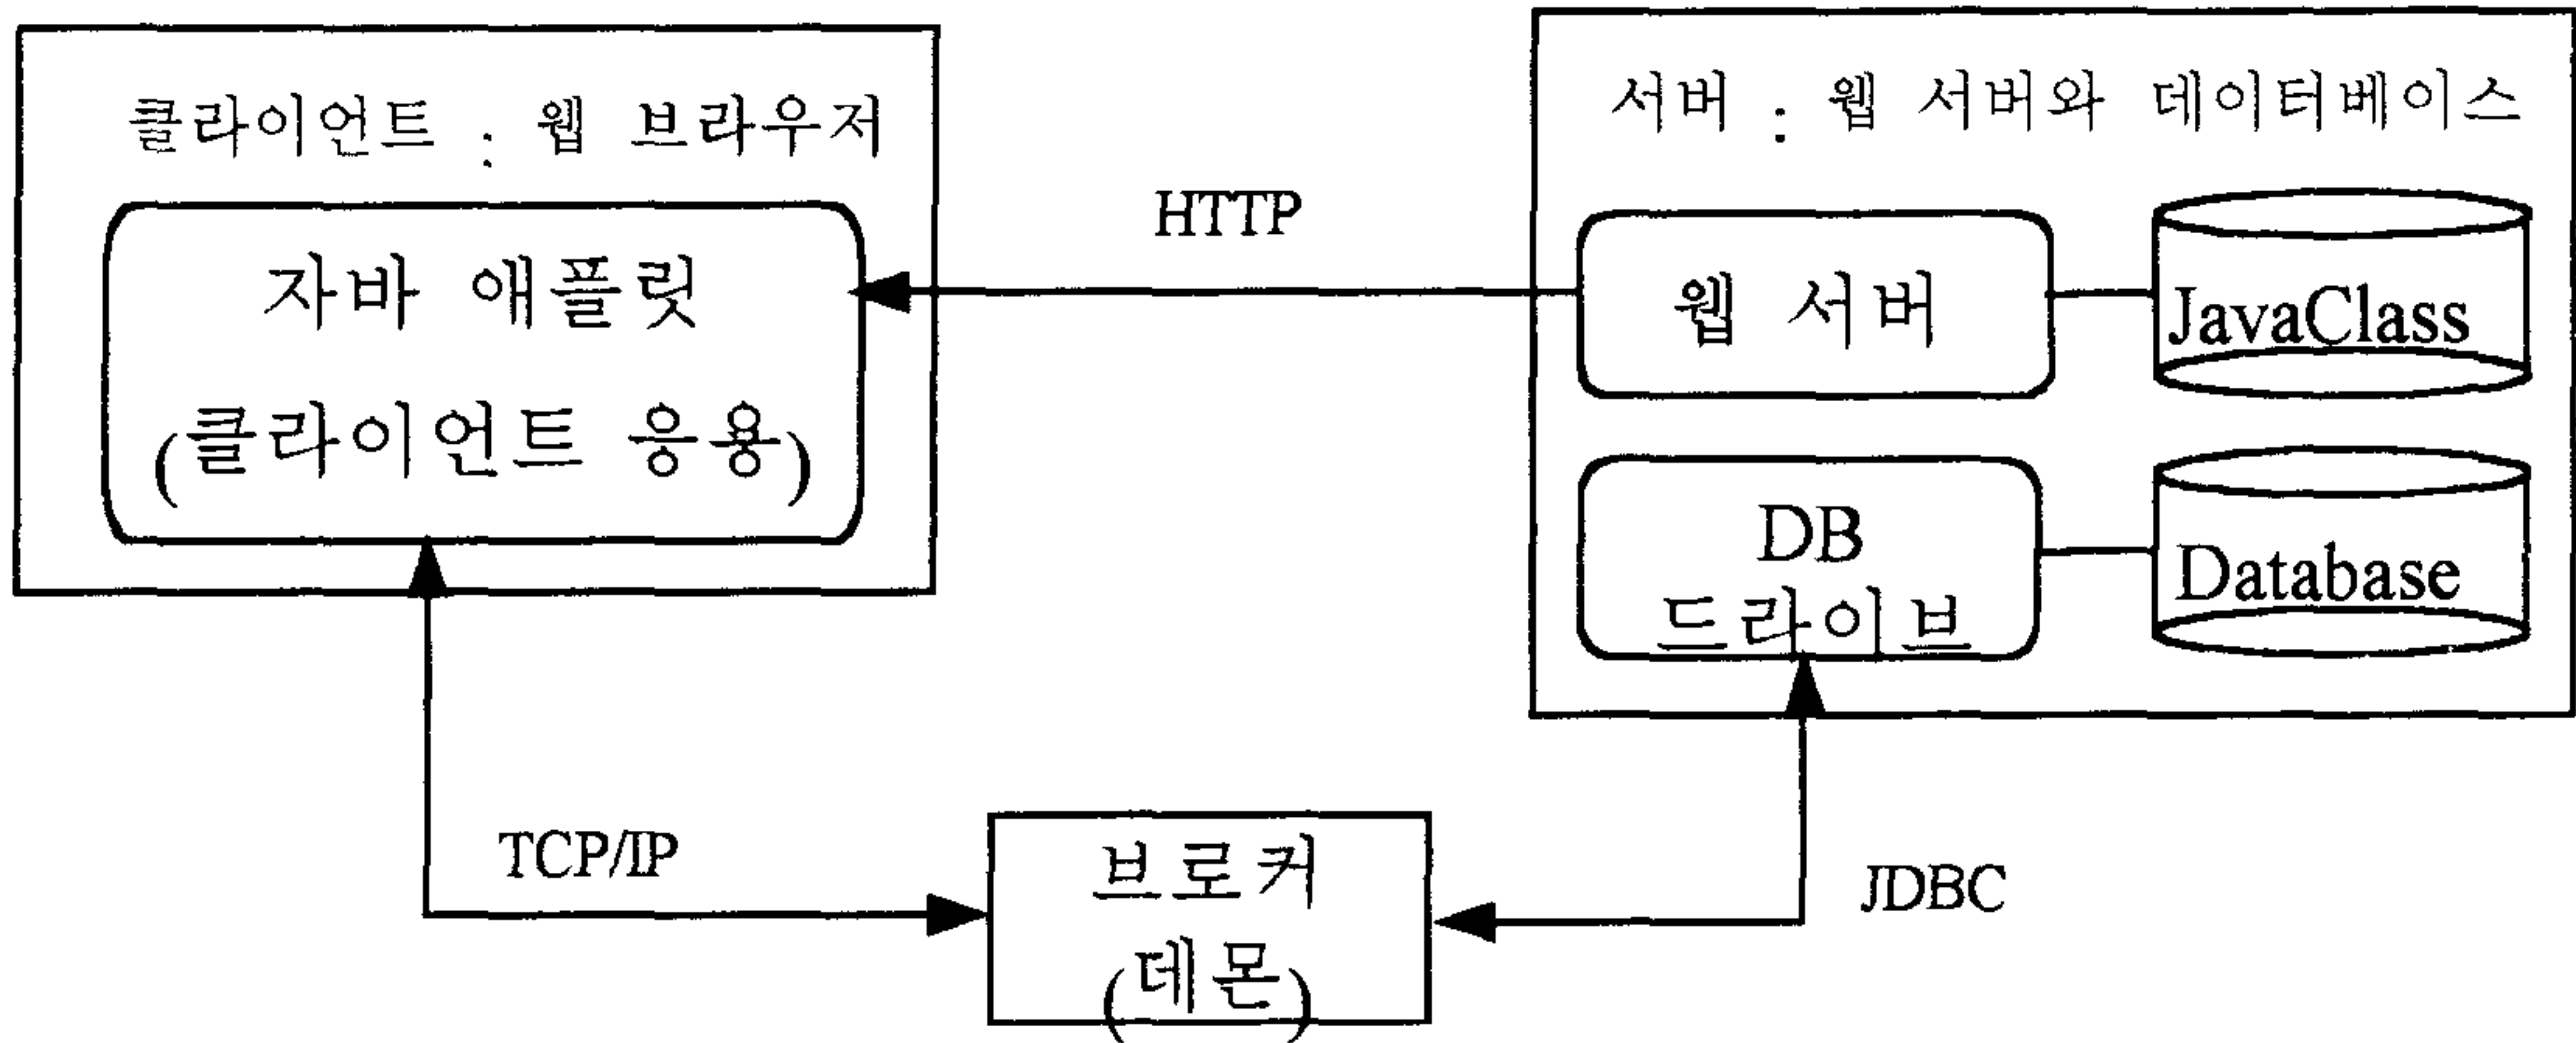 클라이언트 : 웹 브라우저
자바 애플릿
(클라이언트 응용)
HTTP
서버 : 웹 서버와 데이터베이스
웹 서버
JavaClass
DB
드라이브
Database
TCP/IP
브로커
(데몬)
JDBC